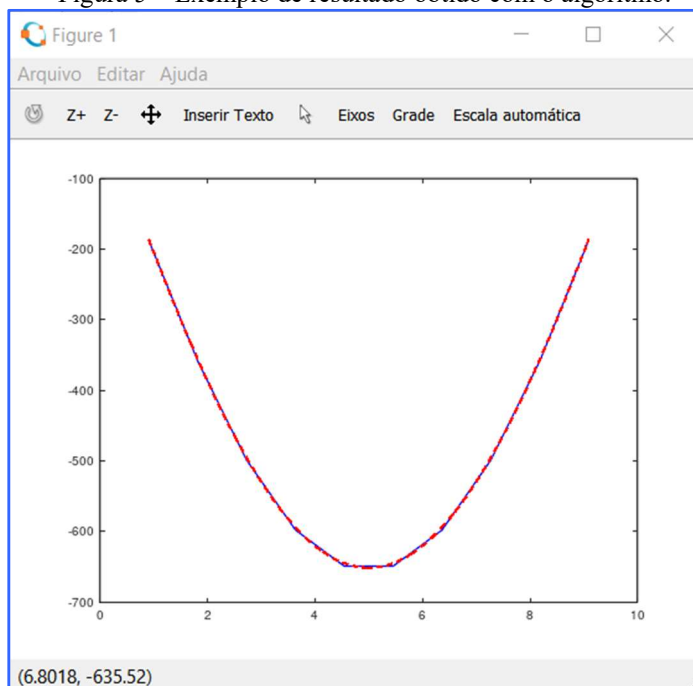 Figura 3 – Exemplo de resultado obtido com o algoritmo.
Figure 1
Arquivo Editar Ajuda
Z+ Z- Inserir Texto Eixos Grade Escala automática
-100
-200
-300
-400
-500
-600
-700
0 2 4 6 8 10
(6.8018, -635.52)